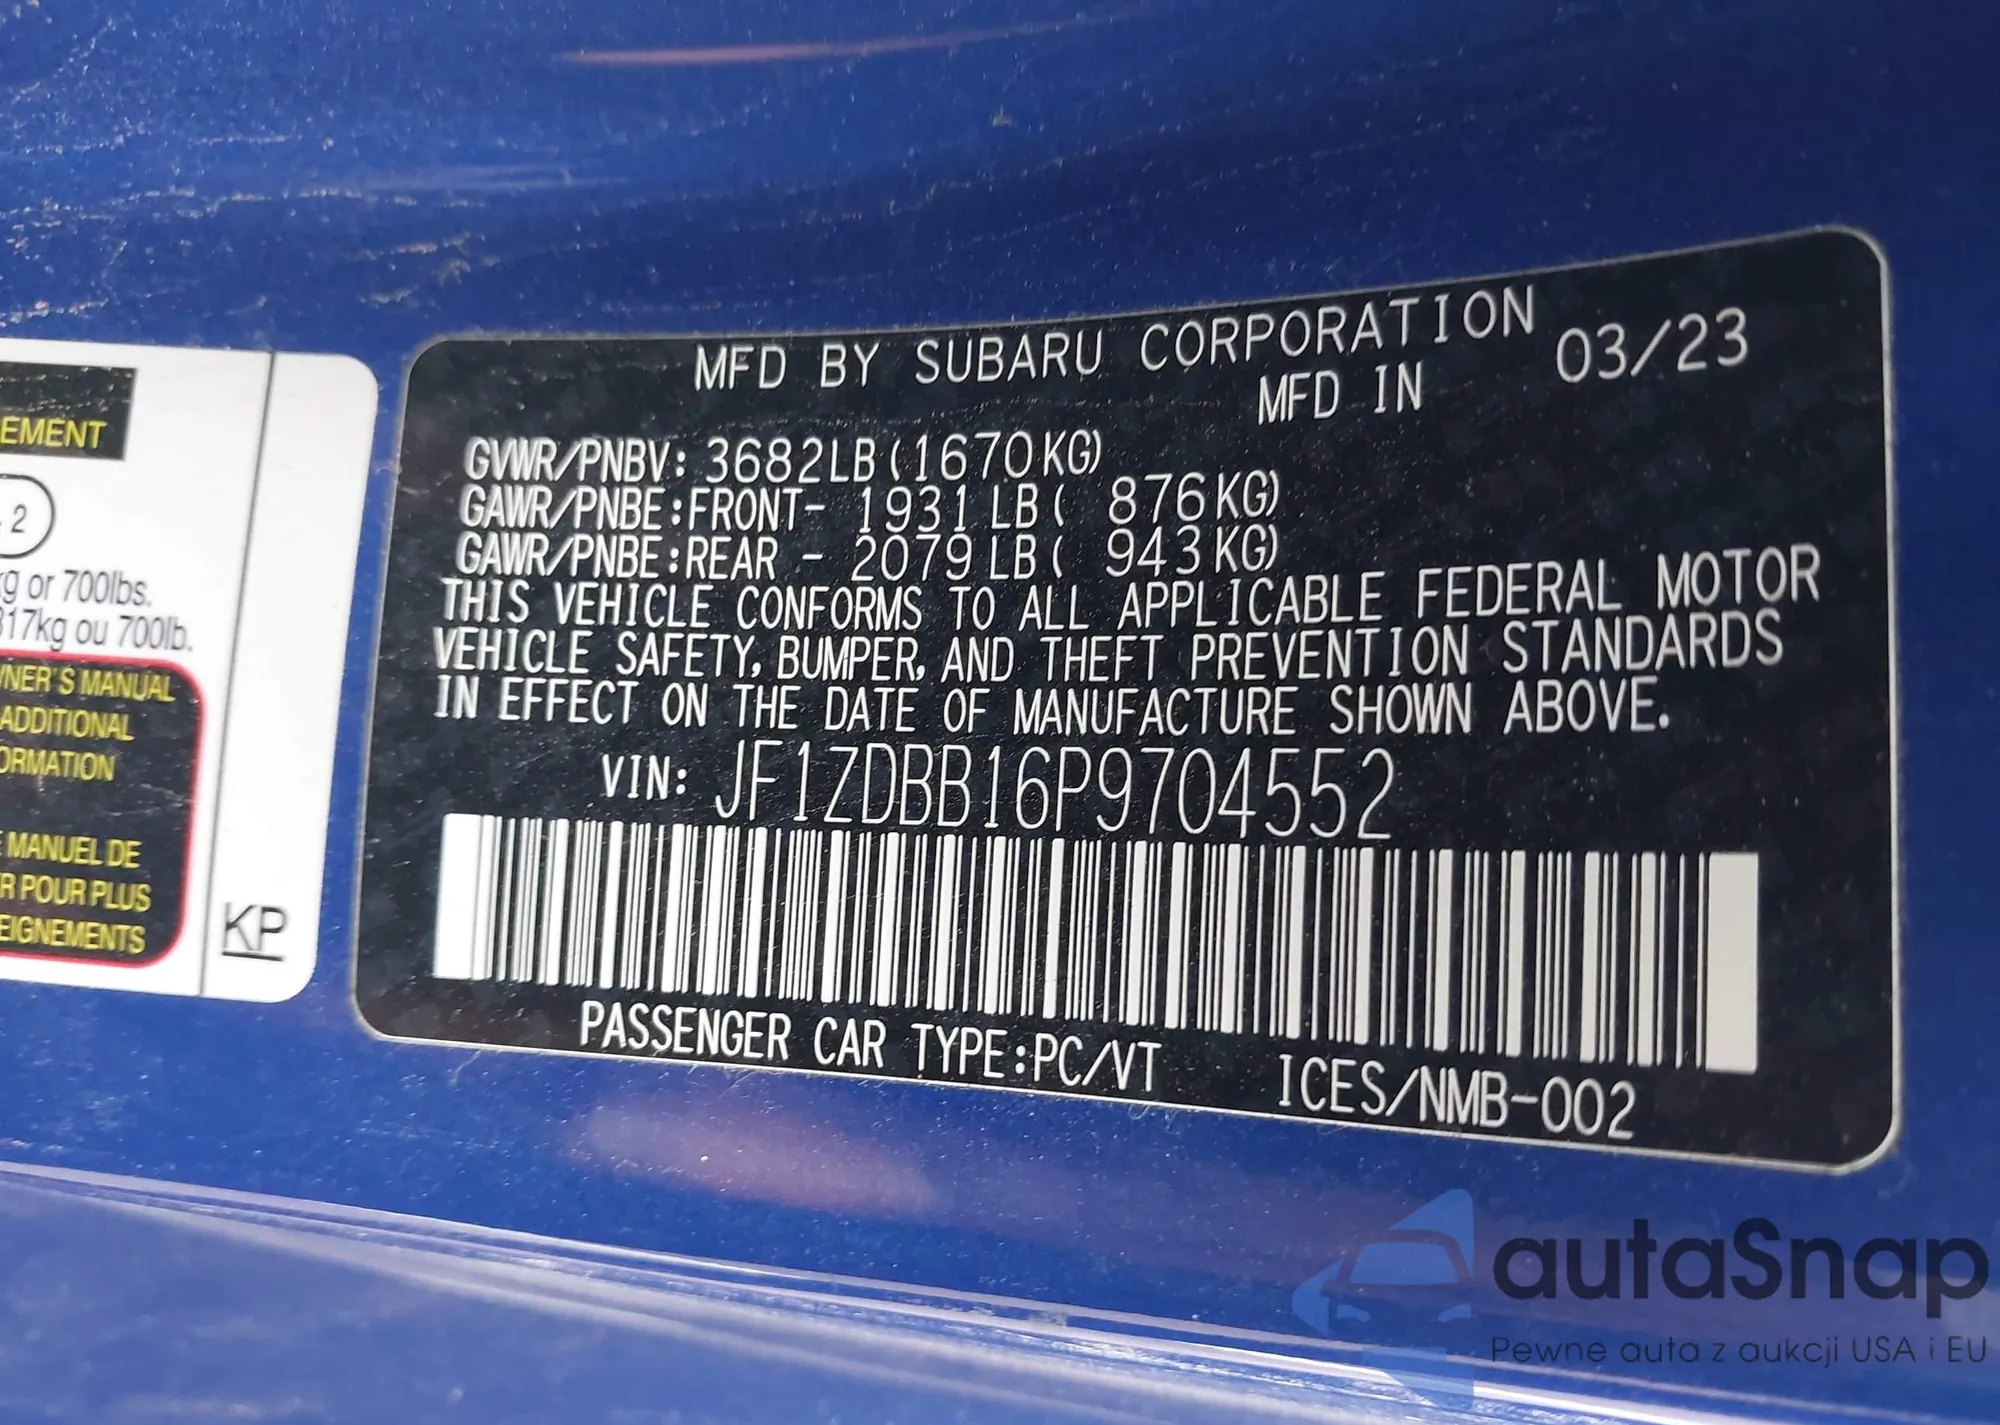 EMENT
2
kg or 700lbs.
317kg ou 700lb.
NER'S MANUAL
ADDITIONAL
ORMATION
MANUEL DE
R POUR PLUS
EIGNEMENTS
KP
MFD BY SUBARU CORPORATION 03/23
MFD IN
GVWR/PNBV: 3682LB(1670KG)
GAWR/PNBE:FRONT- 1931 LB( 876KG)
GAWR/PNBE:REAR - 2079 LB( 943KG)
THIS VEHICLE CONFORMS TO ALL APPLICABLE FEDERAL MOTOR
VEHICLE SAFETY, BUMPER, AND THEFT PREVENTION STANDARDS
IN EFFECT ON THE DATE OF MANUFACTURE SHOWN ABOVE.
VIN: JF1ZDBB16P9704552
PASSENGER CAR TYPE:PC/VT ICES/NMB-002
autaSnap
Pewne auta z aukcji USA i EU